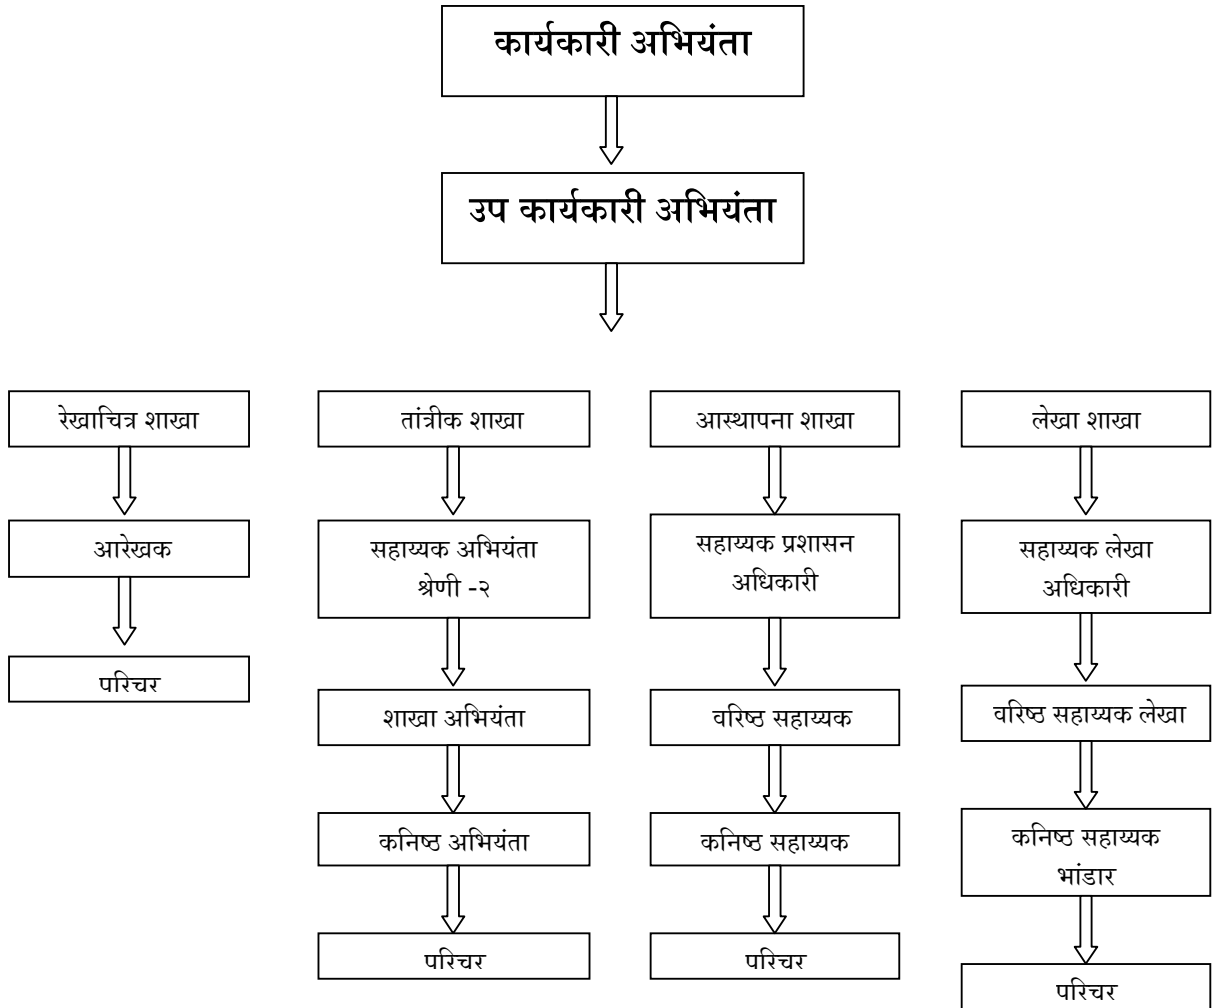 कार्यकारी अभियंता
उप कार्यकारी अभियंता
रेखाचित्र शाखा
आरेखक
परिचर
तांत्रीक शाखा
सहाय्यक अभियंता
श्रेणी -२
शाखा अभियंता
कनिष्ठ अभियंता
परिचर
आस्थापना शाखा
सहाय्यक प्रशासन
अधिकारी
वरिष्ठ सहाय्यक
कनिष्ठ सहाय्यक
परिचर
लेखा शाखा
सहाय्यक लेखा
अधिकारी
वरिष्ठ सहाय्यक लेखा
कनिष्ठ सहाय्यक
भांडार
परिचर